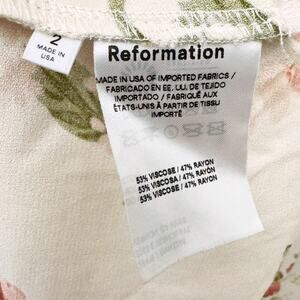 2
MADE IN
USA
Reformation
MADE IN USA OF IMPORTED FABRICS /
FABRICADO EN EE. UU. DE TEJIDO
IMPORTADO / FABRIQUÉ AUX
ÉTATS-UNIS À PARTIR DE TISSU
IMPORTÉ
53% VISCOSE / 47% RAYON
53% VISCOSA / 47% RAYON
53% VISCOSE / 47% RAYON